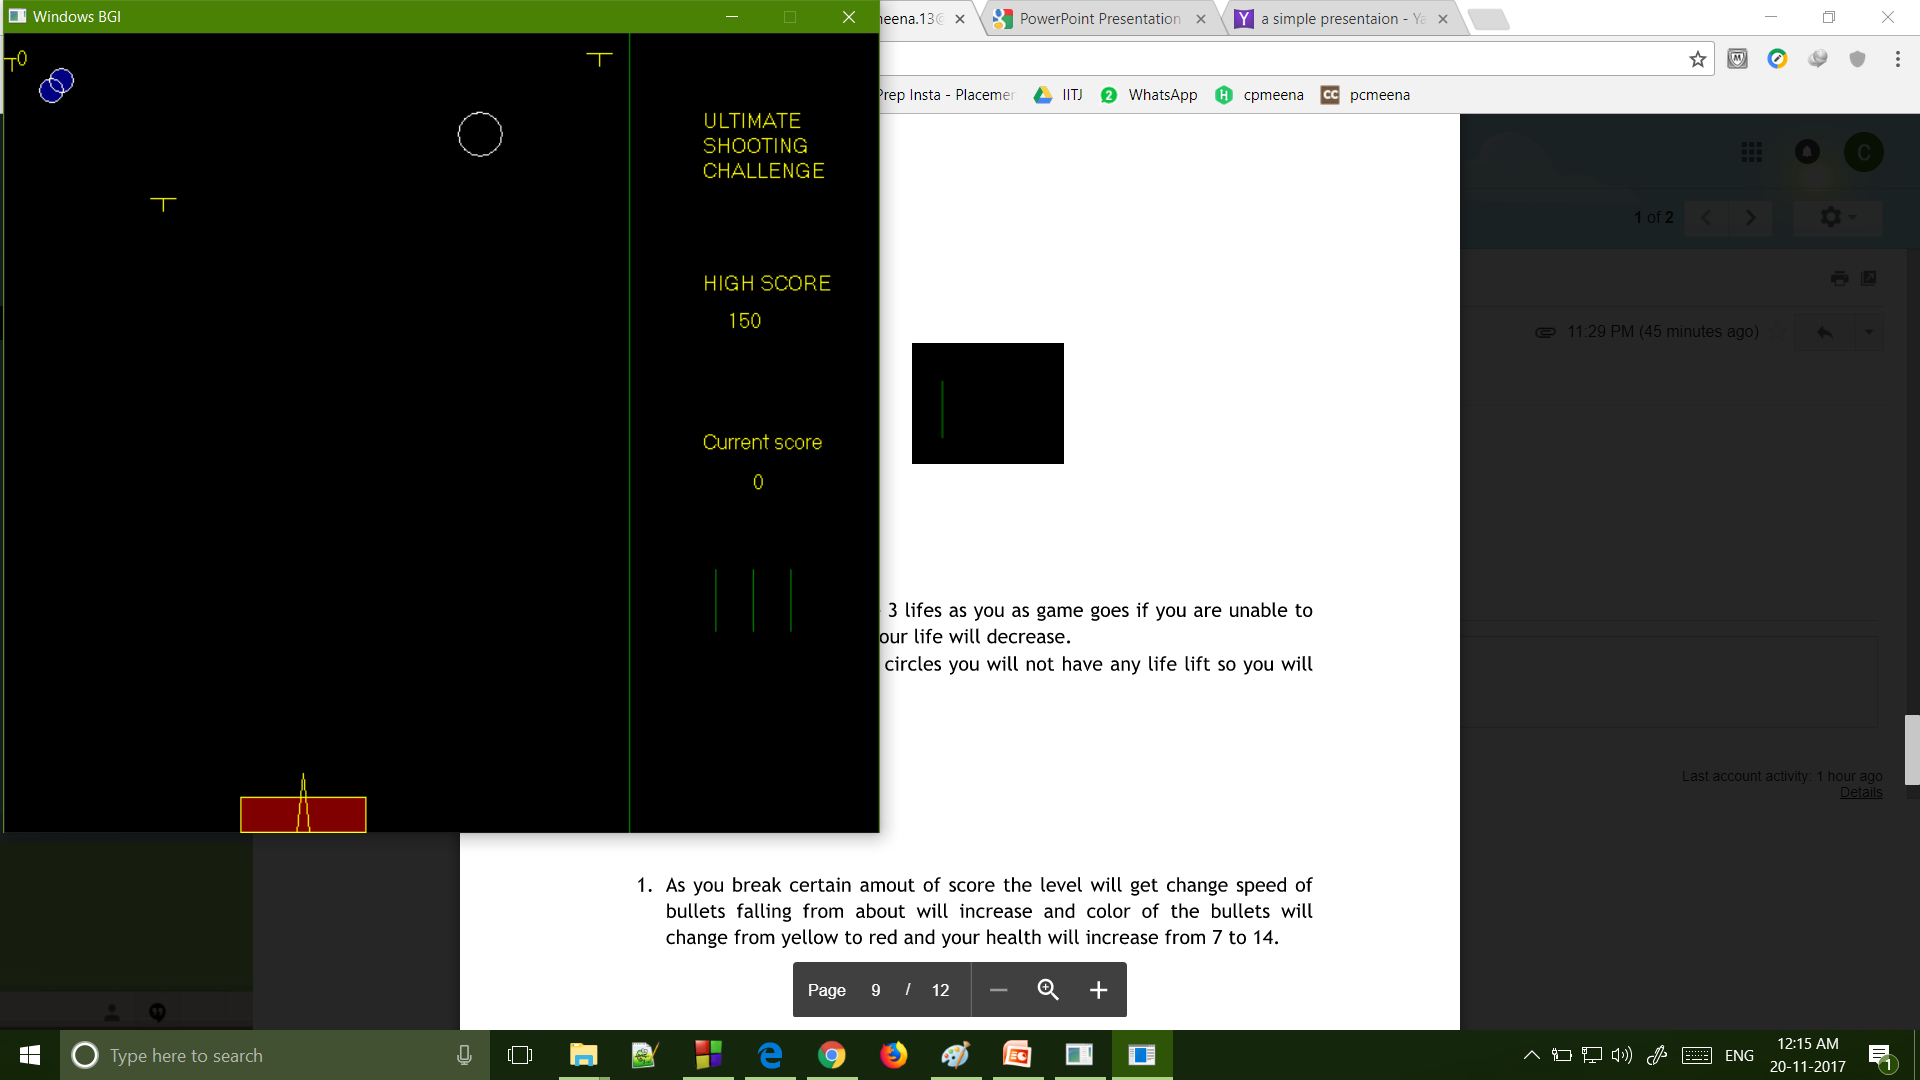 Windows BGI
neena.13@
PowerPoint Presentation
a simple presentaion - Ya
Prep Insta - Placemen
IITJ
WhatsApp
cpmeena
CC
pcmeena
0
ULTIMATE
SHOOTING
CHALLENGE
HIGH SCORE
150
Current score
0
C
1 of 2
11:29 PM (45 minutes ago)
3 lifes as you as game goes if you are unable to
our life will decrease.
circles you will not have any life lift so you will
Last account activity: 1 hour ago
Details
1. As you break certain amout of score the level will get change speed of
bullets falling from about will increase and color of the bullets will
change from yellow to red and your health will increase from 7 to 14.
Page 9 / 12
Type here to search
ENG
12:15 AM
20-11-2017
1